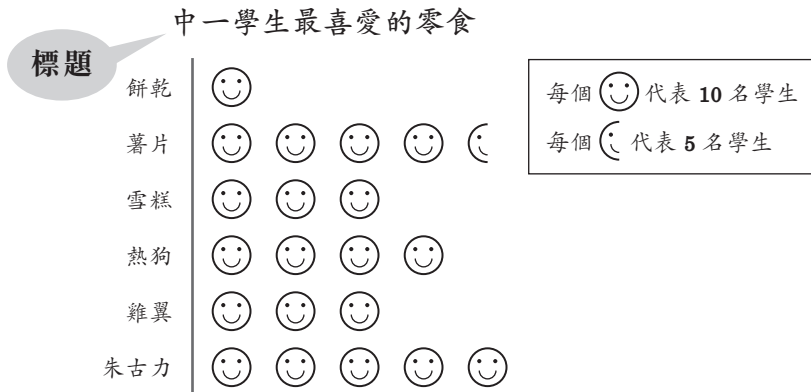 中一學生最喜愛的零食
標題
餅乾
薯片
雪糕
熱狗
雞翼
朱古力
每個 代表 10 名學生
每個 代表 5 名學生